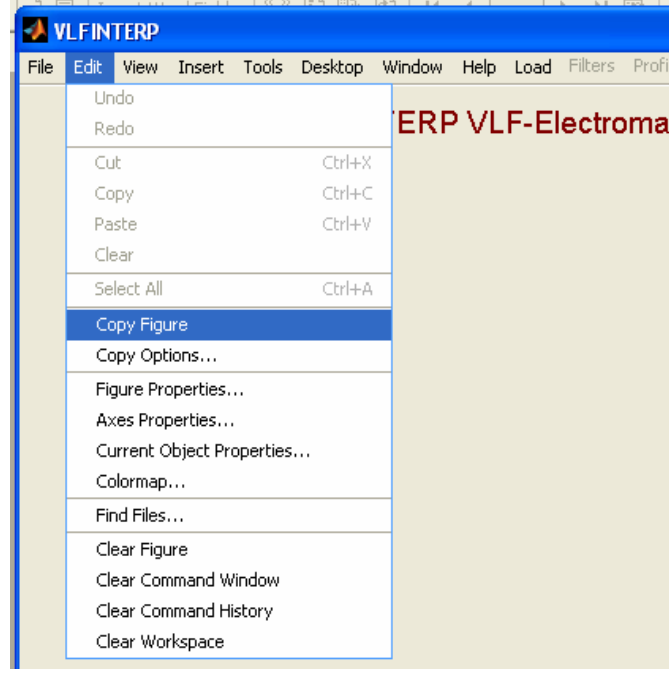 VLFINTERP
File Edit View Insert Tools Desktop Window Help Load Filters
ERP VLF-Electroma
Undo
Redo
Cut Ctrl+X
Copy Ctrl+C
Paste Ctrl+V
Clear
Select All Ctrl+A
Copy Figure
Copy Options...
Figure Properties...
Axes Properties...
Current Object Properties...
Colormap...
Find Files...
Clear Figure
Clear Command Window
Clear Command History
Clear Workspace